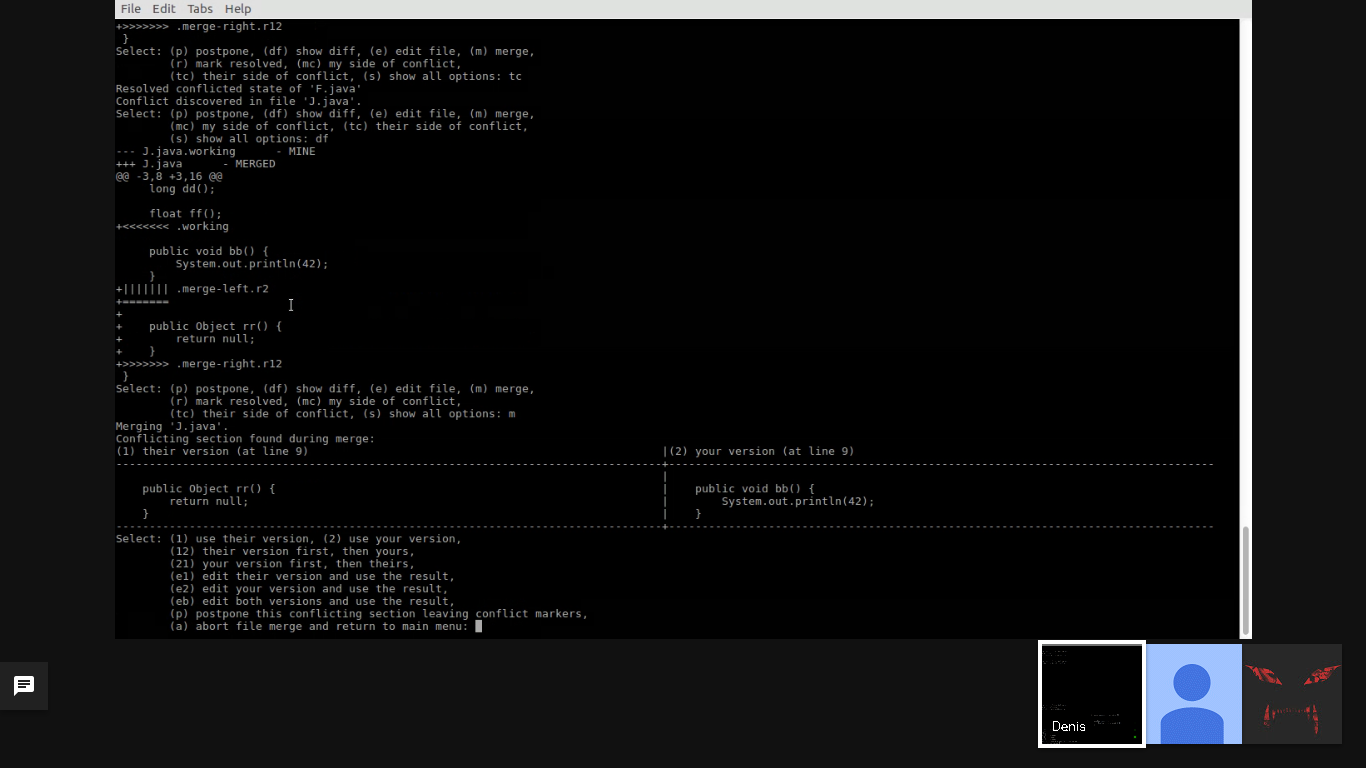 File Edit Tabs Help
+>>>>>>> .merge-right.r12
 }
Select: (p) postpone, (df) show diff, (e) edit file, (m) merge,
        (r) mark resolved, (mc) my side of conflict,
        (tc) their side of conflict, (s) show all options: tc
Resolved conflicted state of 'F.java'
Conflict discovered in file 'J.java'.
Select: (p) postpone, (df) show diff, (e) edit file, (m) merge,
        (mc) my side of conflict, (tc) their side of conflict,
        (s) show all options: df
--- J.java.working      - MINE
+++ J.java      - MERGED
@@ -3,8 +3,16 @@
     long dd();
     float ff();
+<<<<<<< .working
     public void bb() {
         System.out.println(42);
     }
+||||||| .merge-left.r2
+=======
+
+    public Object rr() {
+        return null;
+    }
+>>>>>>> .merge-right.r12
 }
Select: (p) postpone, (df) show diff, (e) edit file, (m) merge,
        (r) mark resolved, (mc) my side of conflict,
        (tc) their side of conflict, (s) show all options: m
Merging 'J.java'.
Conflicting section found during merge:
(1) their version (at line 9)                                                     |(2) your version (at line 9)
----------------------------------------------------------------------------------+----------------------------------------------------------------------------------
                                                                                  |
    public Object rr() {                                                          |    public void bb() {
        return null;                                                              |        System.out.println(42);
    }                                                                             |    }
----------------------------------------------------------------------------------+----------------------------------------------------------------------------------
Select: (1) use their version, (2) use your version,
        (12) their version first, then yours,
        (21) your version first, then theirs,
        (e1) edit their version and use the result,
        (e2) edit your version and use the result,
        (eb) edit both versions and use the result,
        (p) postpone this conflicting section leaving conflict markers,
        (a) abort file merge and return to main menu:
Denis